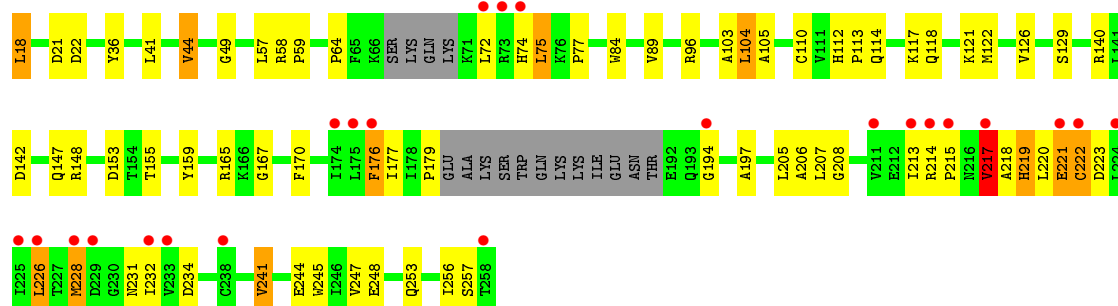 L18 D21 D22 Y36 L41 V44 G49 L57 R58 P59 P64 F65 K66 SER LYS GLN LYS K71 L72 R73 H74 L75 K76 P77 W84 V89 R96 A103 L104 A105 C110 V111 H112 P113 Q114 K117 Q118 K121 M122 V126 S129 R140 L141
D142 Q147 R148 D153 T154 T155 Y159 R165 K166 G167 F170 I174 L175 F176 I177 I178 P179 GLU ALA LYS SER TRP GLN LYS LYS ILE GLU ASN THR E192 Q193 G194 A197 L205 A206 L207 G208 V211 E212 I213 R214 P215 N216 V217 A218 H219 L220 E221 C222 D223 L224
I225 L226 T227 M228 D229 G230 N231 I232 V233 D234 C238 V241 E244 W245 I246 V247 E248 Q253 I256 S257 T258